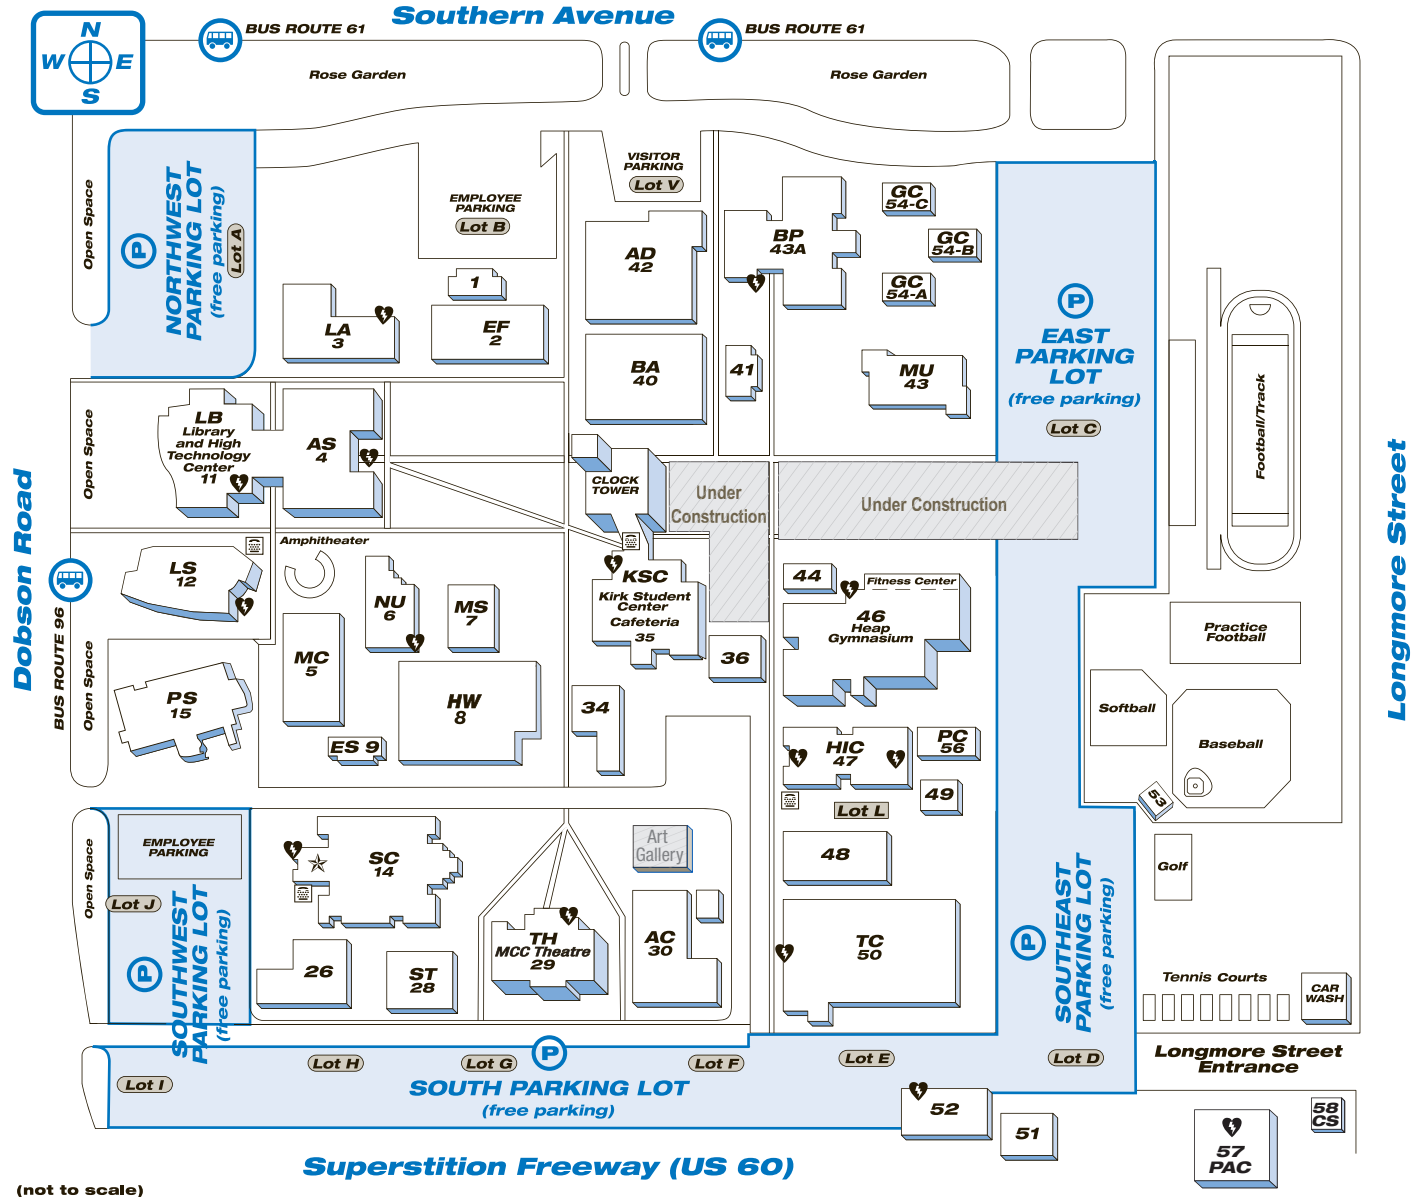 Southern Avenue
N
W E
S
BUS ROUTE 61
BUS ROUTE 61
Rose Garden
Rose Garden
Open Space
P
NORTHWEST
PARKING LOT
(free parking)
Lot A
EMPLOYEE
PARKING
Lot B
VISITOR
PARKING
Lot V
AD
42
BP
43A
GC
54-C
GC
54-B
GC
54-A
1
LA
3
EF
2
BA
40
41
MU
43
P
EAST
PARKING
LOT
(free parking)
Lot C
Football/Track
Open Space
LB
Library
and High
Technology
Center
11
AS
4
CLOCK
TOWER
Under
Construction
Under Construction
Dobson Road
Longmore Street
BUS ROUTE 96
Open Space
LS
12
Amphitheater
NU
6
MS
7
KSC
Kirk Student
Center
Cafeteria
35
44
Fitness Center
46
Heap
Gymnasium
Practice
Football
MC
5
36
PS
15
HW
8
34
ES 9
HIC
47
PC
56
Softball
Baseball
49
Lot L
53
Open Space
EMPLOYEE
PARKING
Lot J
P
SOUTHWEST
PARKING LOT
(free parking)
SC
14
Art
Gallery
48
Golf
26
ST
28
TH
MCC Theatre
29
AC
30
TC
50
P
SOUTHEAST
PARKING LOT
(free parking)
Tennis Courts
CAR
WASH
Lot I
Lot H
Lot G
P
Lot F
Lot E
Lot D
SOUTH PARKING LOT
(free parking)
Longmore Street
Entrance
52
51
57
PAC
58
CS
Superstition Freeway (US 60)
(not to scale)